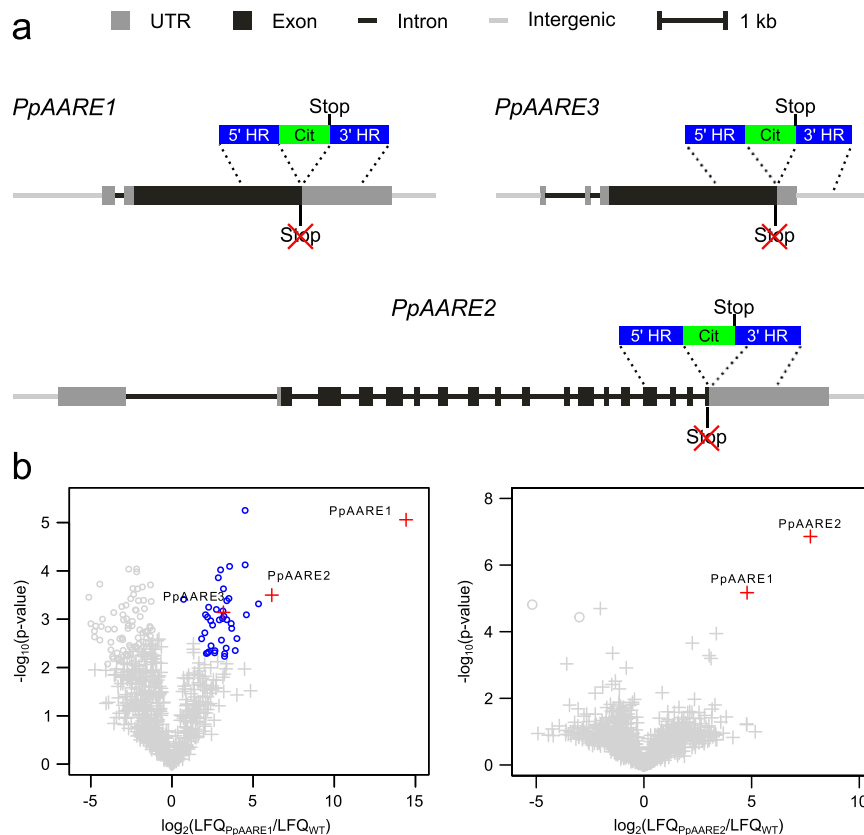 a
UTR Exon Intron Intergenic 1 kb
PpAARE1
Stop
5' HR Cit 3' HR
Stop
PpAARE3
Stop
5' HR Cit 3' HR
Stop
PpAARE2
Stop
5' HR Cit 3' HR
Stop
b
-log10(p-value)
5
4
3
2
1
0
PpAARE1
PpAARE2
PpAARE3
-5 0 5 10 15
log2(LFQPpAARE1/LFQWT)
-log10(p-value)
8
6
4
2
0
PpAARE2
PpAARE1
-5 0 5 10
log2(LFQPpAARE2/LFQWT)